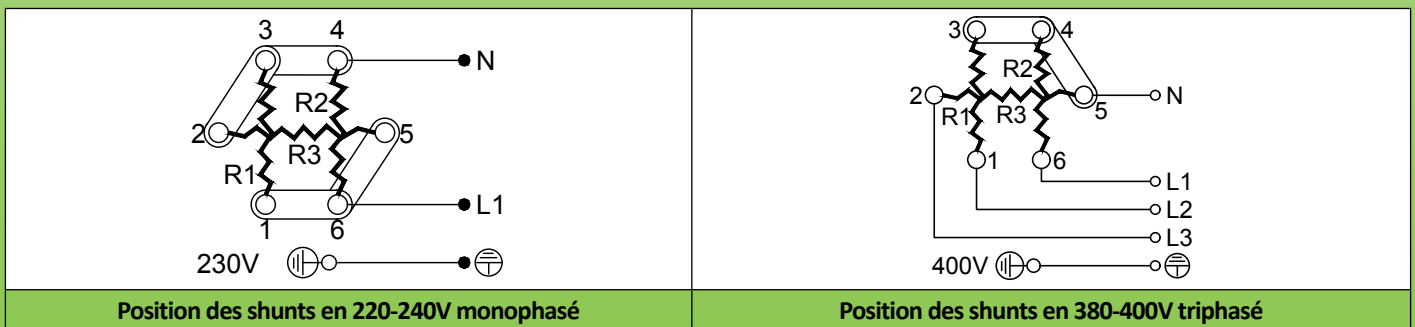 3 4
N
R2
2 5
R3
R1
L1
1 6
230V
Position des shunts en 220-240V monophasé
3 4
R2
2 5 N
R1 R3
1 6
L1
L2
L3
400V
Position des shunts en 380-400V triphasé